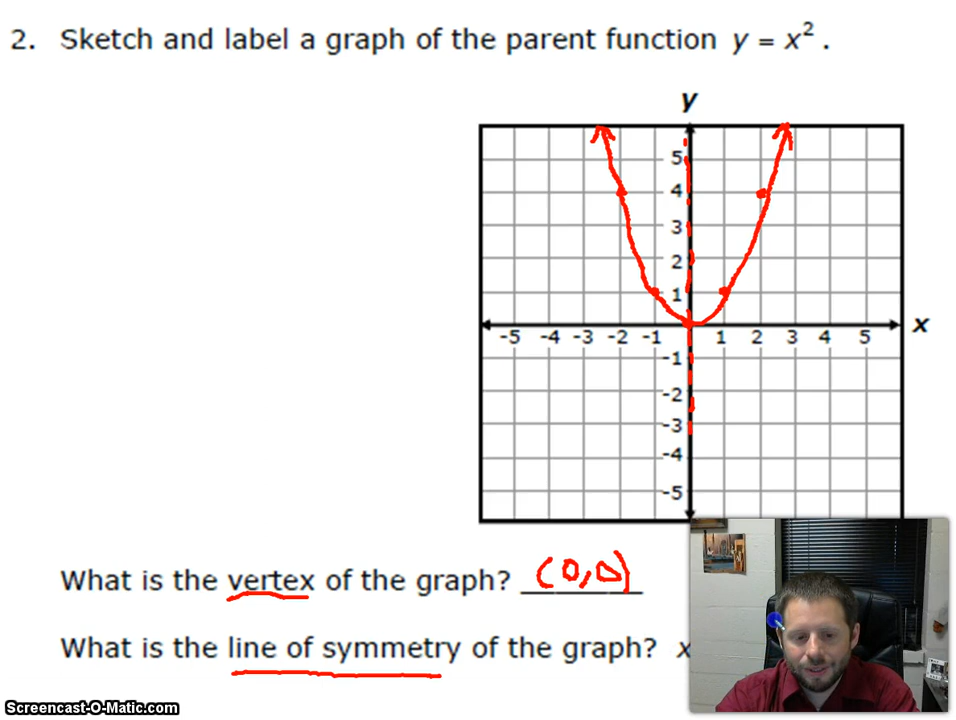 2. Sketch and label a graph of the parent function y = x².
y
5
4
3
2
1
-5 -4 -3 -2 -1 1 2 3 4 5 x
-1
-2
-3
-4
-5
What is the vertex of the graph? (0,0)
What is the line of symmetry of the graph? x
Screencast-O-Matic.com